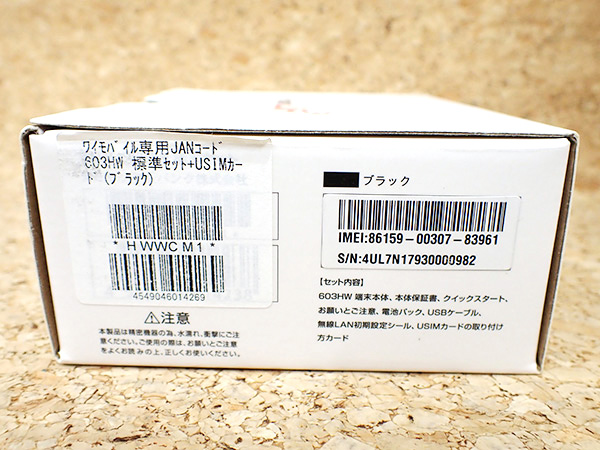 ワイモバイル専用JANコード
603HW 標準セット+USIMカー
ド(ブラック)
* HWWCM1 *
4549046014269
⚠注意
本製品は精密機器の為、水濡れ、衝撃にご注
意ください。ご使用の際は、お願いとご注意
をよくお読みの上、正しくお使いください。
ブラック
IMEI:86159-00307-83961
S/N:4UL7N17930000982
【セット内容】
603HW 端末本体、本体保証書、クイックスタート、
お願いとご注意、電池パック、USBケーブル、
無線LAN初期設定シール、USIMカードの取り付け
方カード